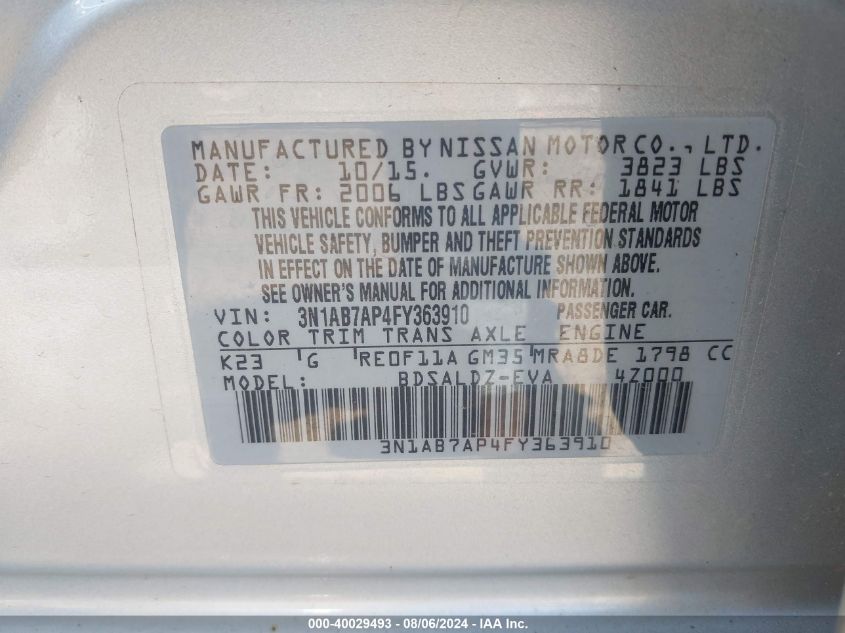 MANUFACTURED BY NISSAN MOTOR CO., LTD.
DATE: 10/15. GVWR: 3823 LBS
GAWR FR: 2006 LBS GAWR RR: 1841 LBS
THIS VEHICLE CONFORMS TO ALL APPLICABLE FEDERAL MOTOR
VEHICLE SAFETY, BUMPER AND THEFT PREVENTION STANDARDS
IN EFFECT ON THE DATE OF MANUFACTURE SHOWN ABOVE.
SEE OWNER'S MANUAL FOR ADDITIONAL INFORMATION.
VIN: 3N1AB7AP4FY363910 PASSENGER CAR.
COLOR TRIM TRANS AXLE ENGINE
K23 G RE0F11A GM35 MRA8DE 1798 CC
MODEL: BDSALDZ-EVA 4Z000
3N1AB7AP4FY363910
000-40029493 - 08/06/2024 - IAAI.com